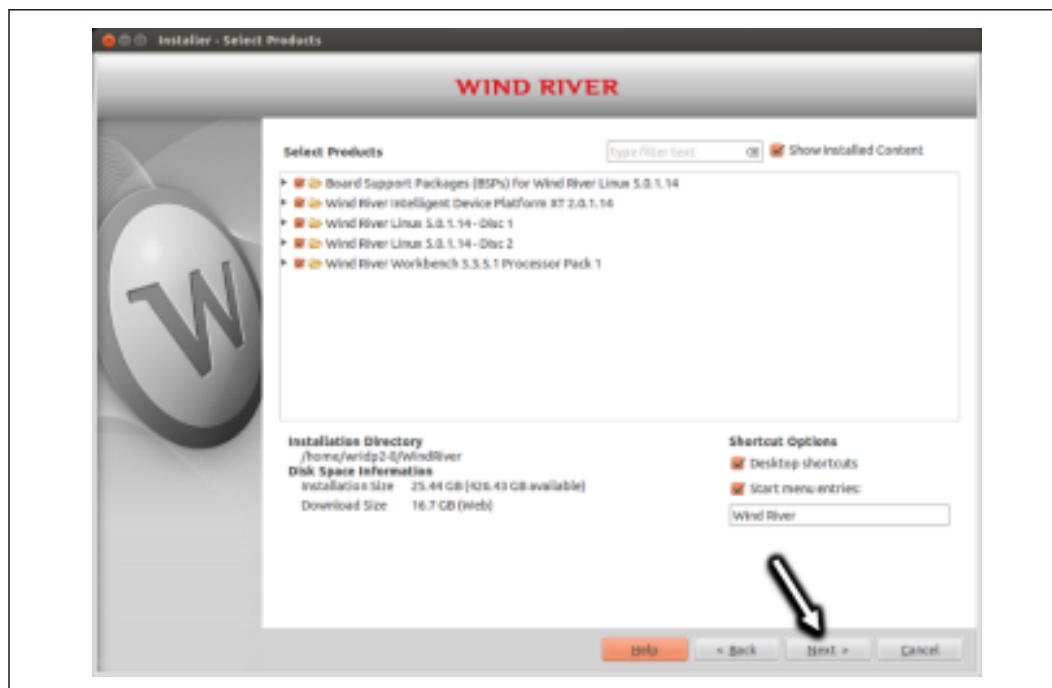 Installer - Select Products
WIND RIVER
Select Products
type filter text
Show Installed Content
Board Support Packages (BSPs) for Wind River Linux 5.0.1.14
Wind River Intelligent Device Platform XT 2.0.1.14
Wind River Linux 5.0.1.14 - Disc 1
Wind River Linux 5.0.1.14 - Disc 2
Wind River Workbench 3.3.5.1 Processor Pack 1
W
Installation Directory
/home/wridp2-0/WindRiver
Disk Space Information
Installation Size 25.44 GB (428.43 GB available)
Download Size 16.7 GB (Web)
Shortcut Options
Desktop shortcuts
Start menu entries:
Wind River
Help
< Back
Next >
Cancel